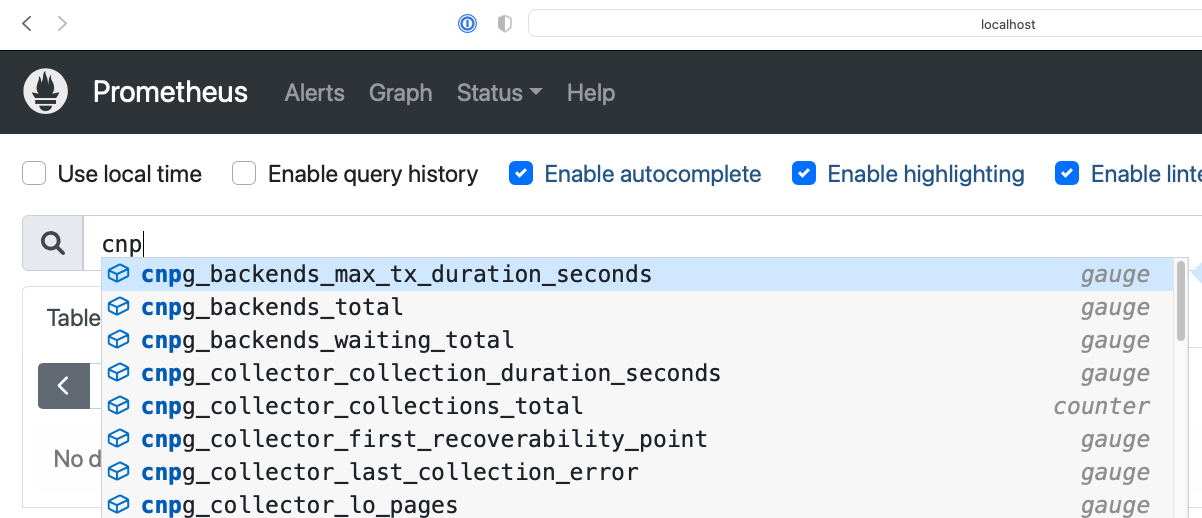 localhost
Prometheus Alerts Graph Status Help
Use local time Enable query history Enable autocomplete Enable highlighting Enable
cnp
cnpg_backends_max_tx_duration_seconds gauge
cnpg_backends_total gauge
Table
cnpg_backends_waiting_total gauge
cnpg_collector_collection_duration_seconds gauge
cnpg_collector_collections_total counter
cnpg_collector_first_recoverability_point gauge
No
cnpg_collector_last_collection_error gauge
cnpg_collector_lo_pages gauge